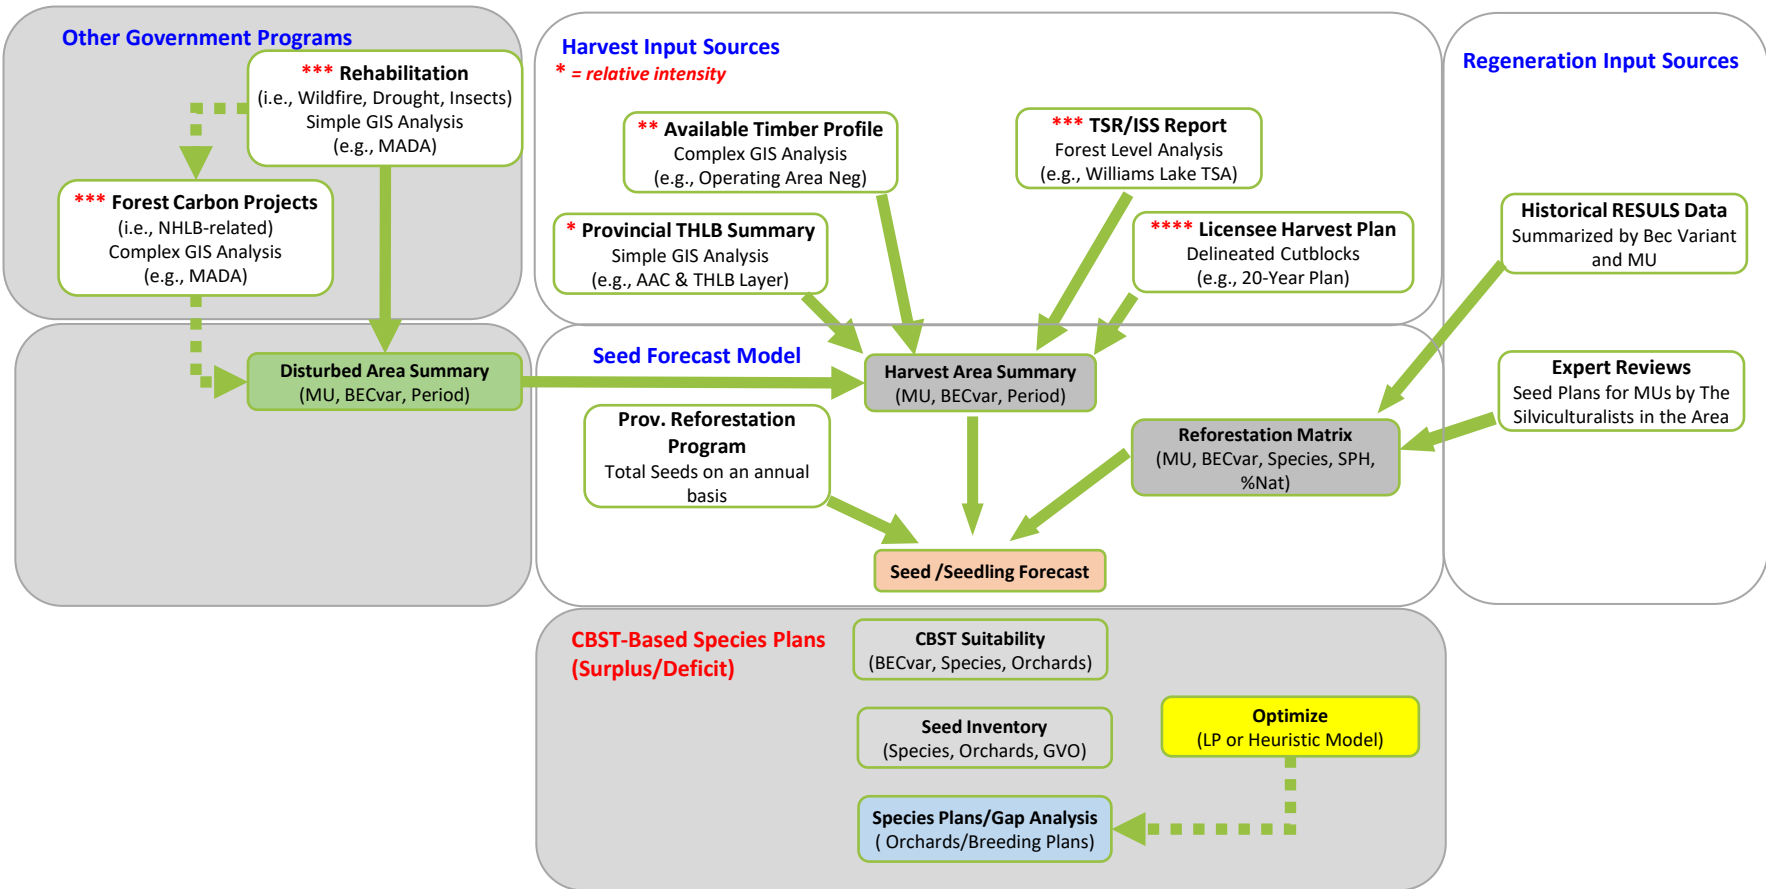 Other Government Programs
*** Rehabilitation
(i.e., Wildfire, Drought, Insects)
Simple GIS Analysis
(e.g., MADA)
*** Forest Carbon Projects
(i.e., NHLB-related)
Complex GIS Analysis
(e.g., MADA)
Disturbed Area Summary
(MU, BECvar, Period)
Harvest Input Sources
* = relative intensity
** Available Timber Profile
Complex GIS Analysis
(e.g., Operating Area Neg)
*** TSR/ISS Report
Forest Level Analysis
(e.g., Williams Lake TSA)
* Provincial THLB Summary
Simple GIS Analysis
(e.g., AAC & THLB Layer)
**** Licensee Harvest Plan
Delineated Cutblocks
(e.g., 20-Year Plan)
Regeneration Input Sources
Historical RESULS Data
Summarized by Bec Variant
and MU
Expert Reviews
Seed Plans for MUs by The
Silviculturalists in the Area
Seed Forecast Model
Harvest Area Summary
(MU, BECvar, Period)
Prov. Reforestation
Program
Total Seeds on an annual
basis
Reforestation Matrix
(MU, BECvar, Species, SPH,
%Nat)
Seed /Seedling Forecast
CBST-Based Species Plans
(Surplus/Deficit)
CBST Suitability
(BECvar, Species, Orchards)
Seed Inventory
(Species, Orchards, GVO)
Optimize
(LP or Heuristic Model)
Species Plans/Gap Analysis
( Orchards/Breeding Plans)